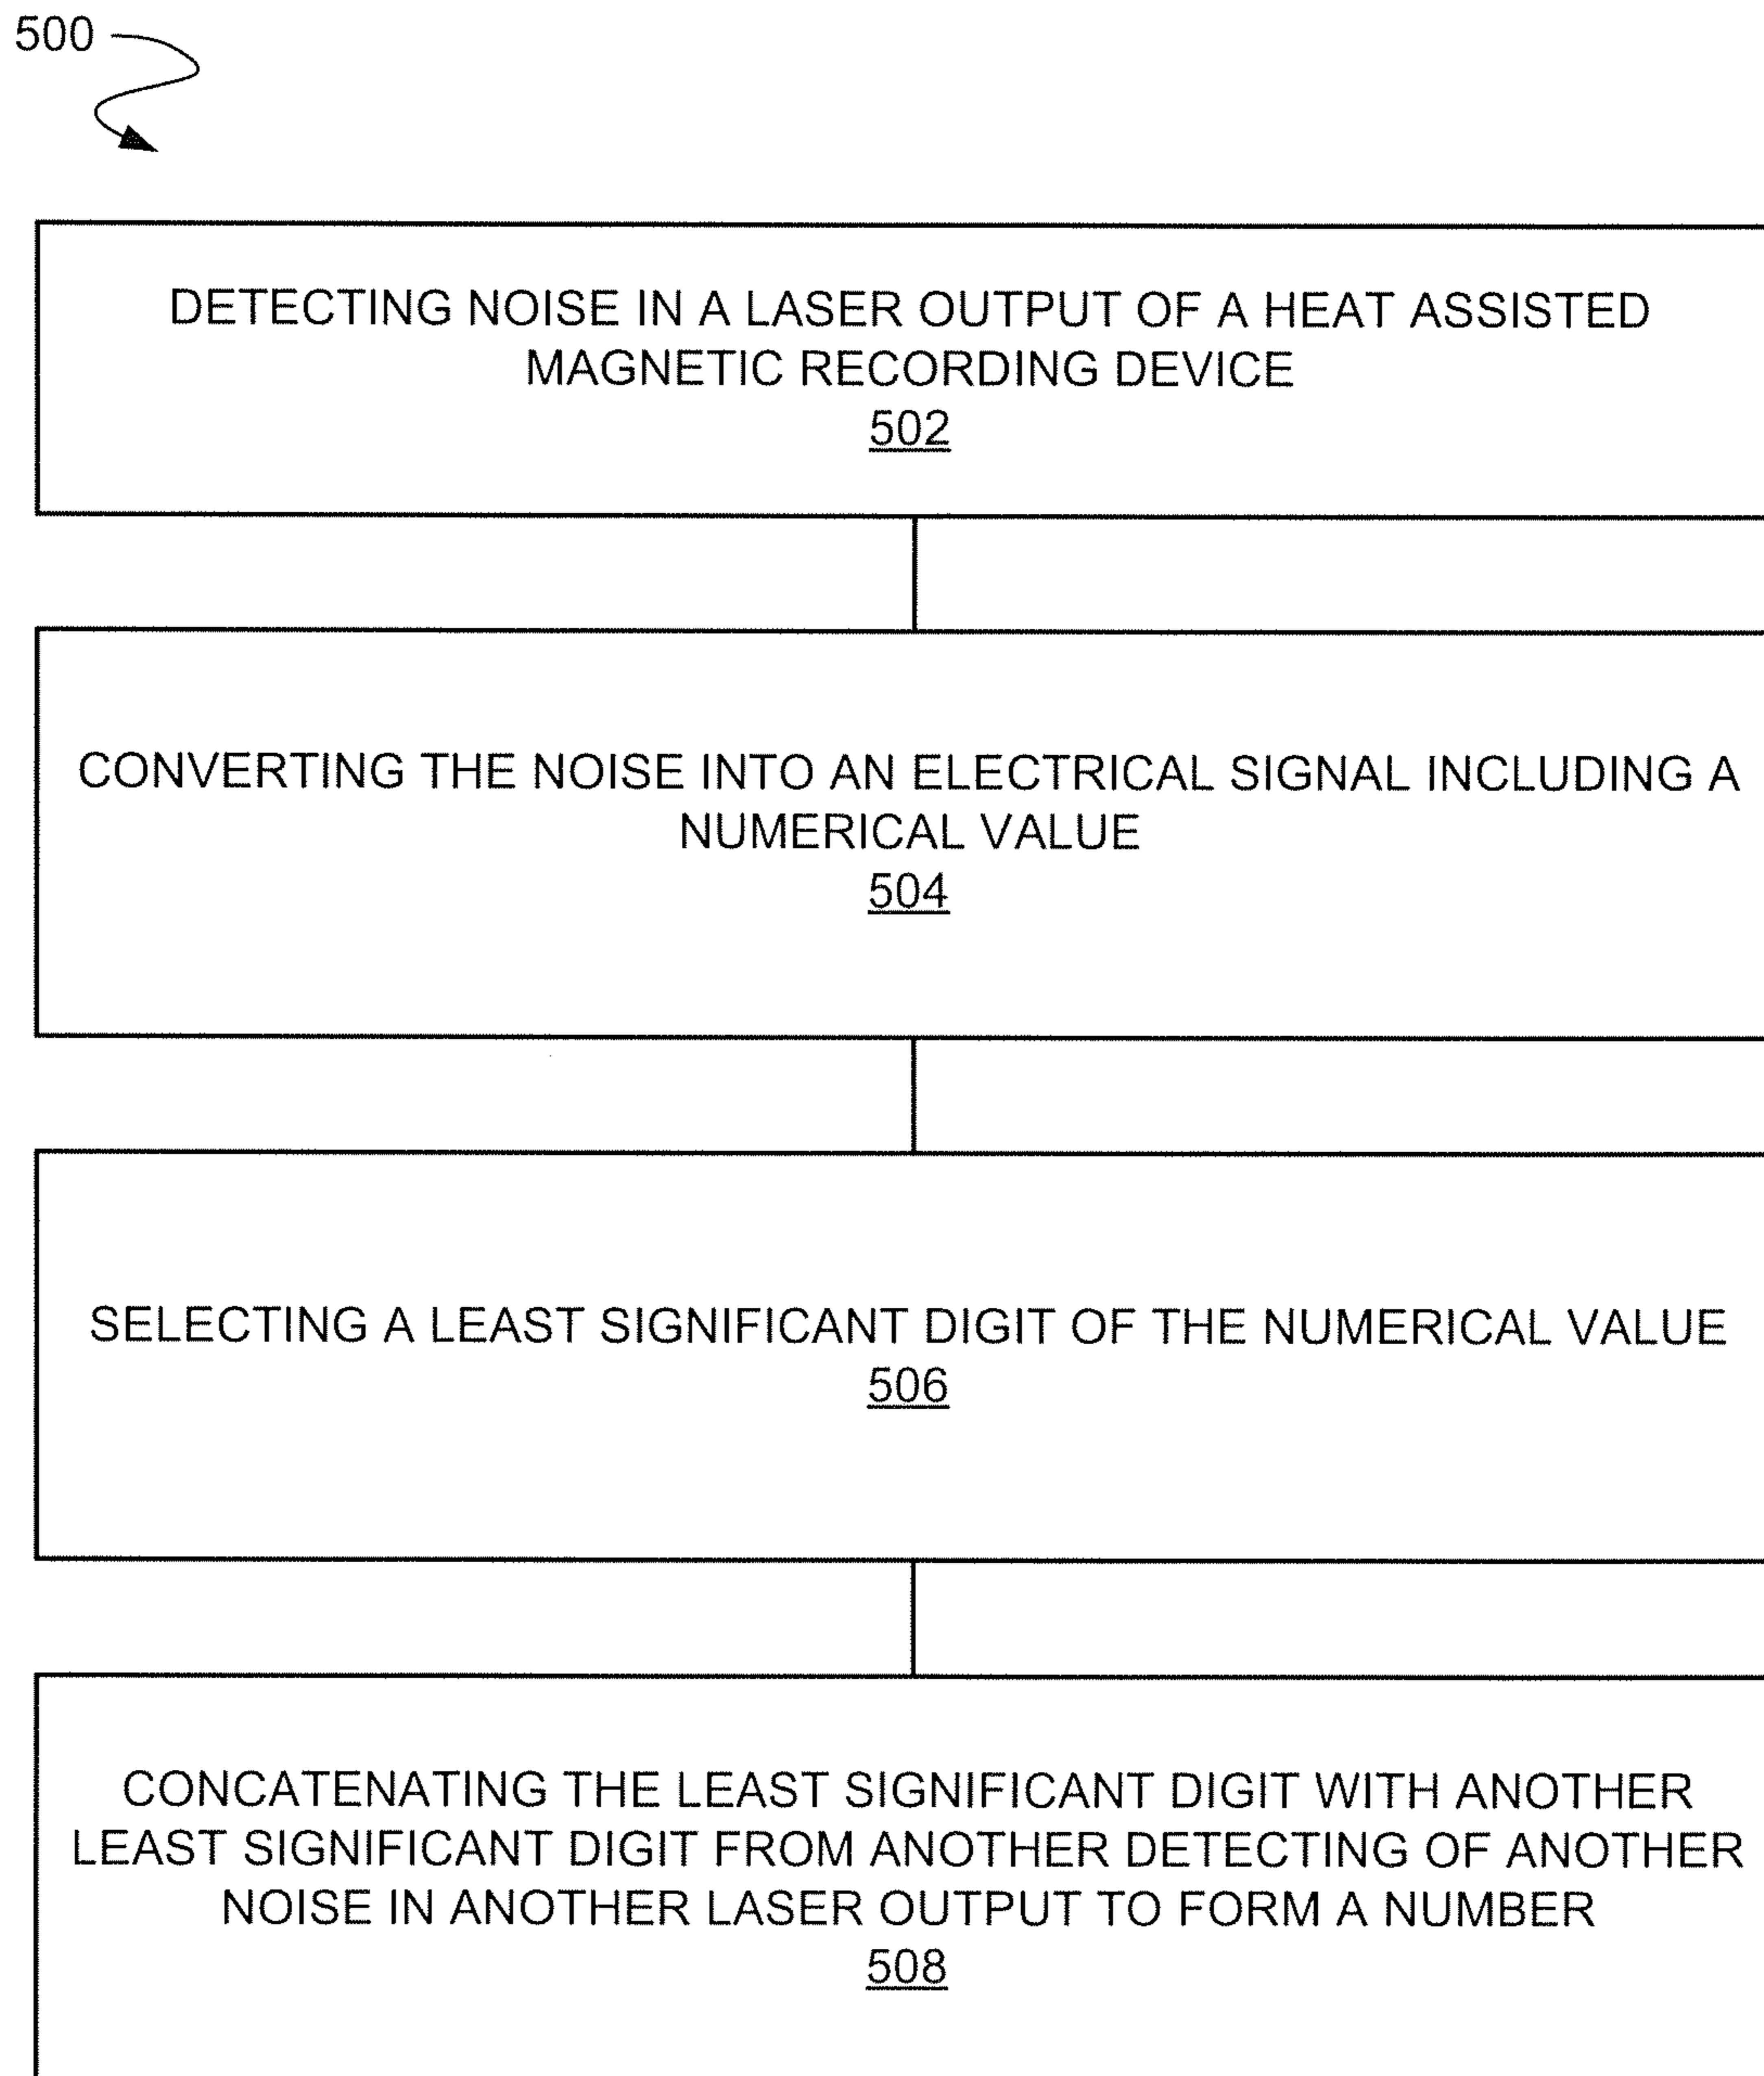 500
DETECTING NOISE IN A LASER OUTPUT OF A HEAT ASSISTED
MAGNETIC RECORDING DEVICE
502
CONVERTING THE NOISE INTO AN ELECTRICAL SIGNAL INCLUDING A
NUMERICAL VALUE
504
SELECTING A LEAST SIGNIFICANT DIGIT OF THE NUMERICAL VALUE
506
CONCATENATING THE LEAST SIGNIFICANT DIGIT WITH ANOTHER
LEAST SIGNIFICANT DIGIT FROM ANOTHER DETECTING OF ANOTHER
NOISE IN ANOTHER LASER OUTPUT TO FORM A NUMBER
508